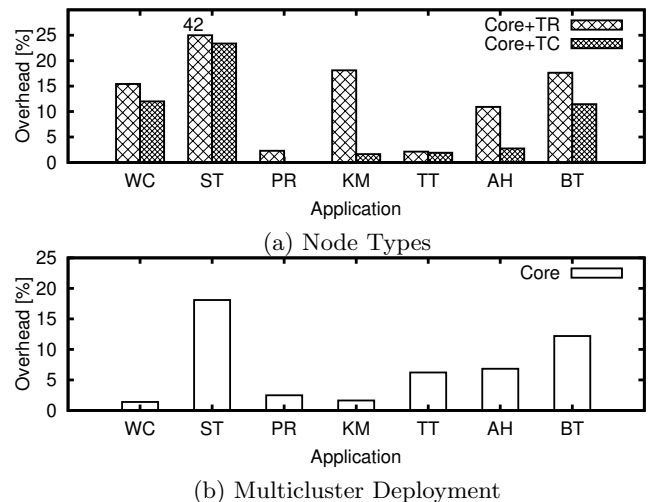 42
Core+TR
Core+TC
Overhead [%]
25
20
15
10
5
0
WC ST PR KM TT AH BT
Application
(a) Node Types
Core
Overhead [%]
25
20
15
10
5
0
WC ST PR KM TT AH BT
Application
(b) Multicluster Deployment